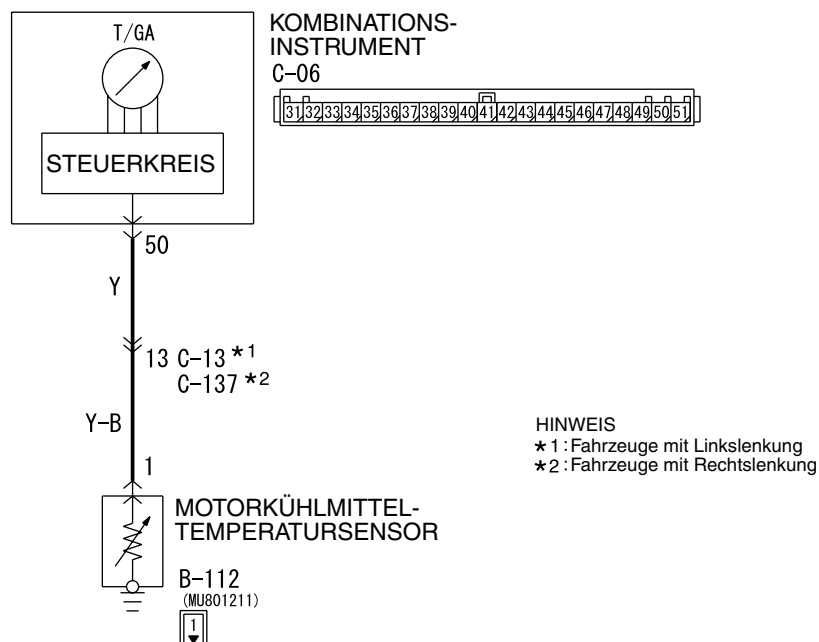 T/GA
KOMBINATIONS-
INSTRUMENT
C-06
31 32 33 34 35 36 37 38 39 40 41 42 43 44 45 46 47 48 49 50 51
STEUERKREIS
50
Y
13 C-13 *1
C-137 *2
Y-B
1
HINWEIS
*1: Fahrzeuge mit Linkslenkung
*2: Fahrzeuge mit Rechtslenkung
MOTORKÜHLMITTEL-
TEMPERATURSENSOR
B-112
(MU801211)
1